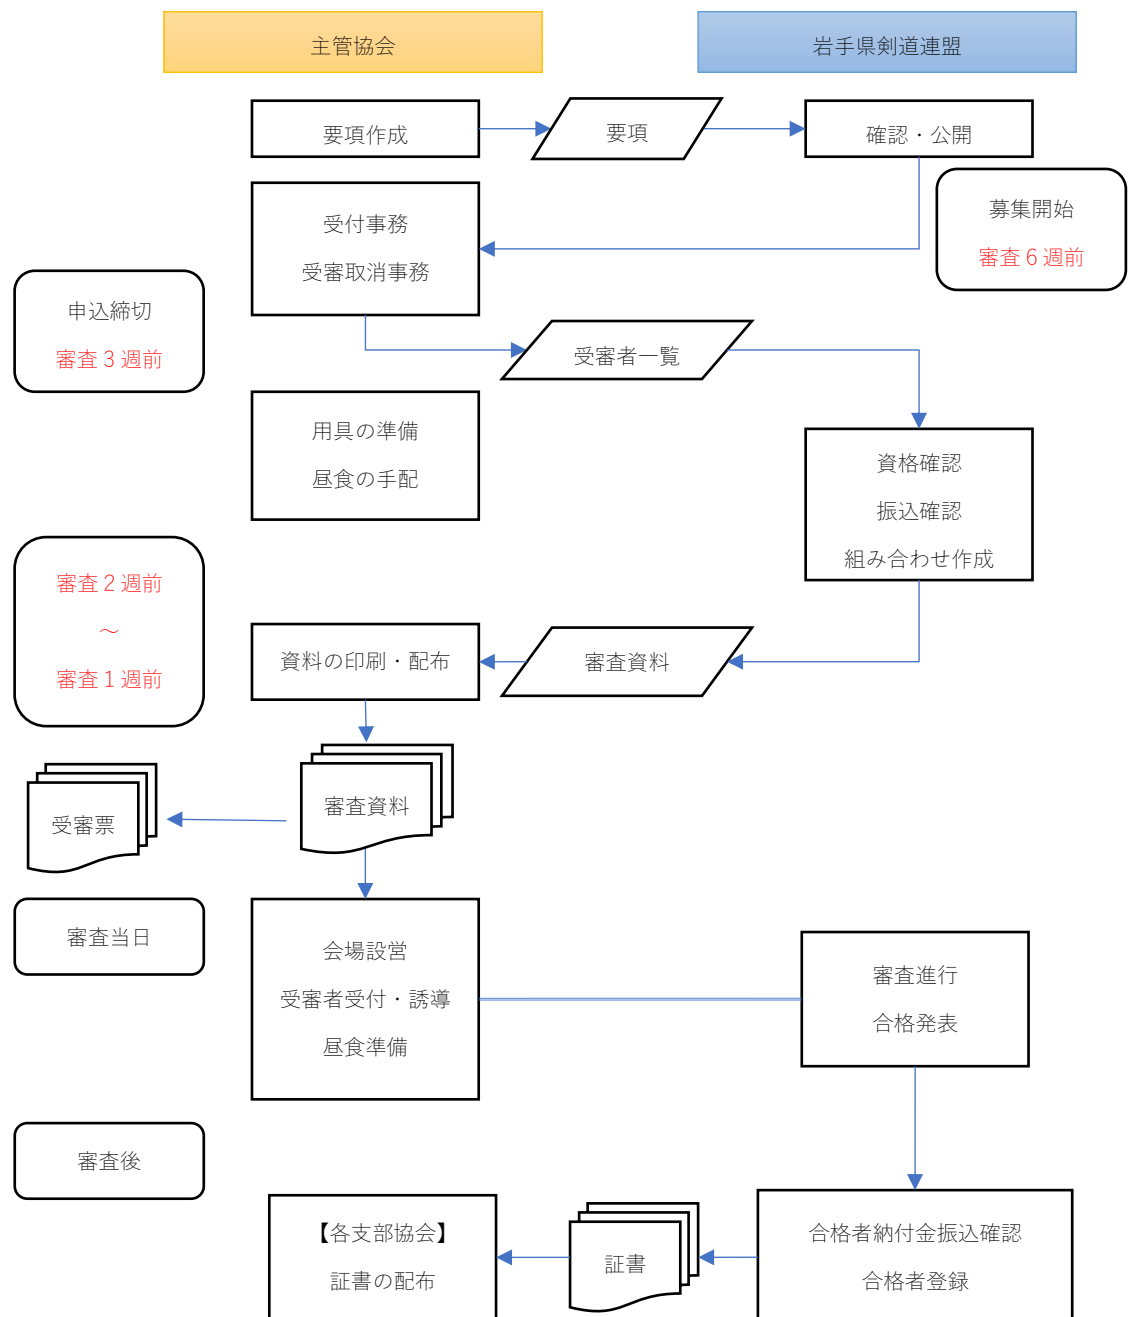 主管協会
岩手県剣道連盟
要項作成
要項
確認・公開
募集開始
審査６週前
受付事務
受審取消事務
申込締切
審査３週前
受審者一覧
用具の準備
昼食の手配
資格確認
振込確認
組み合わせ作成
審査２週前
～
審査１週前
資料の印刷・配布
審査資料
審査資料
受審票
審査当日
会場設営
受審者受付・誘導
昼食準備
審査進行
合格発表
審査後
【各支部協会】
証書の配布
証書
合格者納付金振込確認
合格者登録